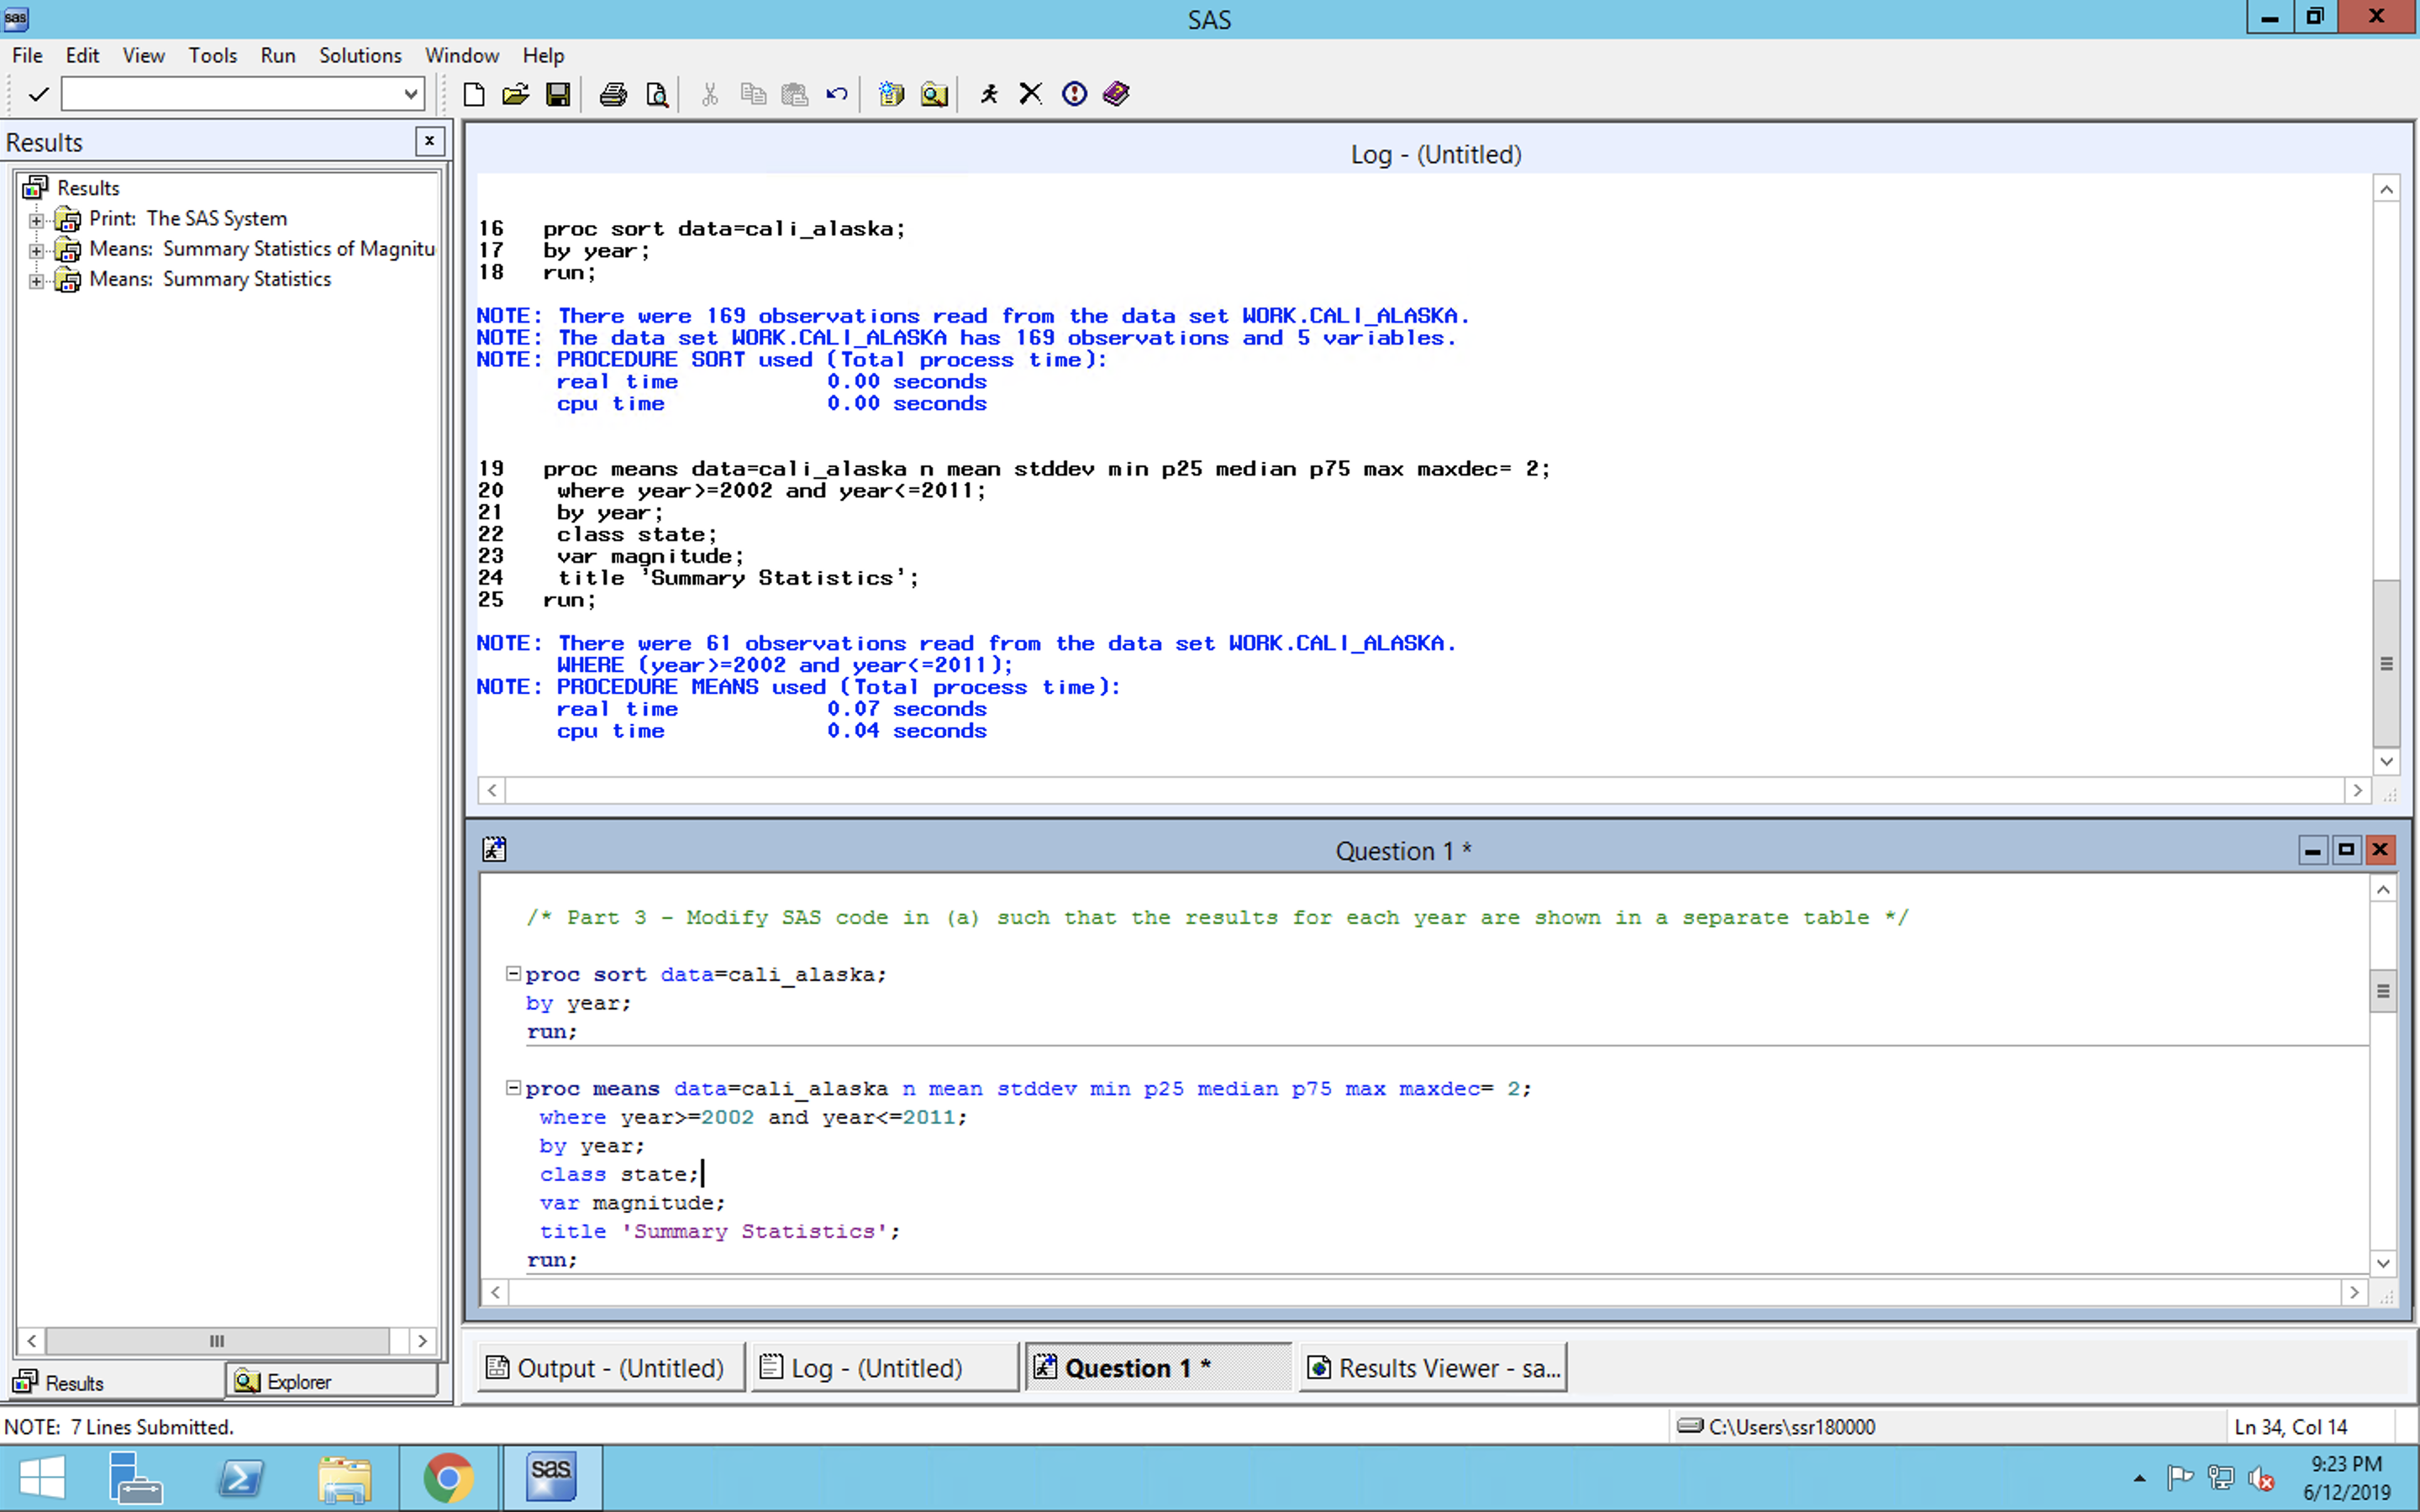 sas SAS
File Edit View Tools Run Solutions Window Help
Results
Log - (Untitled)
Results
Print: The SAS System
Means: Summary Statistics of Magnitu
Means: Summary Statistics
16 proc sort data=cali_alaska;
17 by year;
18 run;
NOTE: There were 169 observations read from the data set WORK.CALI_ALASKA.
NOTE: The data set WORK.CALI_ALASKA has 169 observations and 5 variables.
NOTE: PROCEDURE SORT used (Total process time):
real time 0.00 seconds
cpu time 0.00 seconds
19 proc means data=cali_alaska n mean stddev min p25 median p75 max maxdec= 2;
20 where year>=2002 and year<=2011;
21 by year;
22 class state;
23 var magnitude;
24 title 'Summary Statistics';
25 run;
NOTE: There were 61 observations read from the data set WORK.CALI_ALASKA.
WHERE (year>=2002 and year<=2011);
NOTE: PROCEDURE MEANS used (Total process time):
real time 0.07 seconds
cpu time 0.04 seconds
Question 1 *
/* Part 3 - Modify SAS code in (a) such that the results for each year are shown in a separate table */
proc sort data=cali_alaska;
by year;
run;
proc means data=cali_alaska n mean stddev min p25 median p75 max maxdec= 2;
where year>=2002 and year<=2011;
by year;
class state;
var magnitude;
title 'Summary Statistics';
run;
Results Explorer
Output - (Untitled) Log - (Untitled) Question 1 * Results Viewer - sa...
NOTE: 7 Lines Submitted. C:\Users\ssr180000 Ln 34, Col 14
sas
9:23 PM
6/12/2019